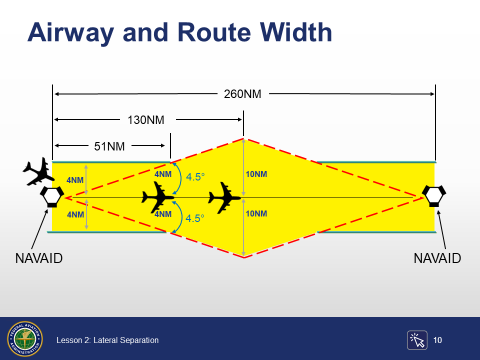 Airway and Route Width
260NM
130NM
51NM
4NM
4NM
4.5°
10NM
4NM
4NM
4.5°
10NM
NAVAID
NAVAID
Lesson 2: Lateral Separation
10